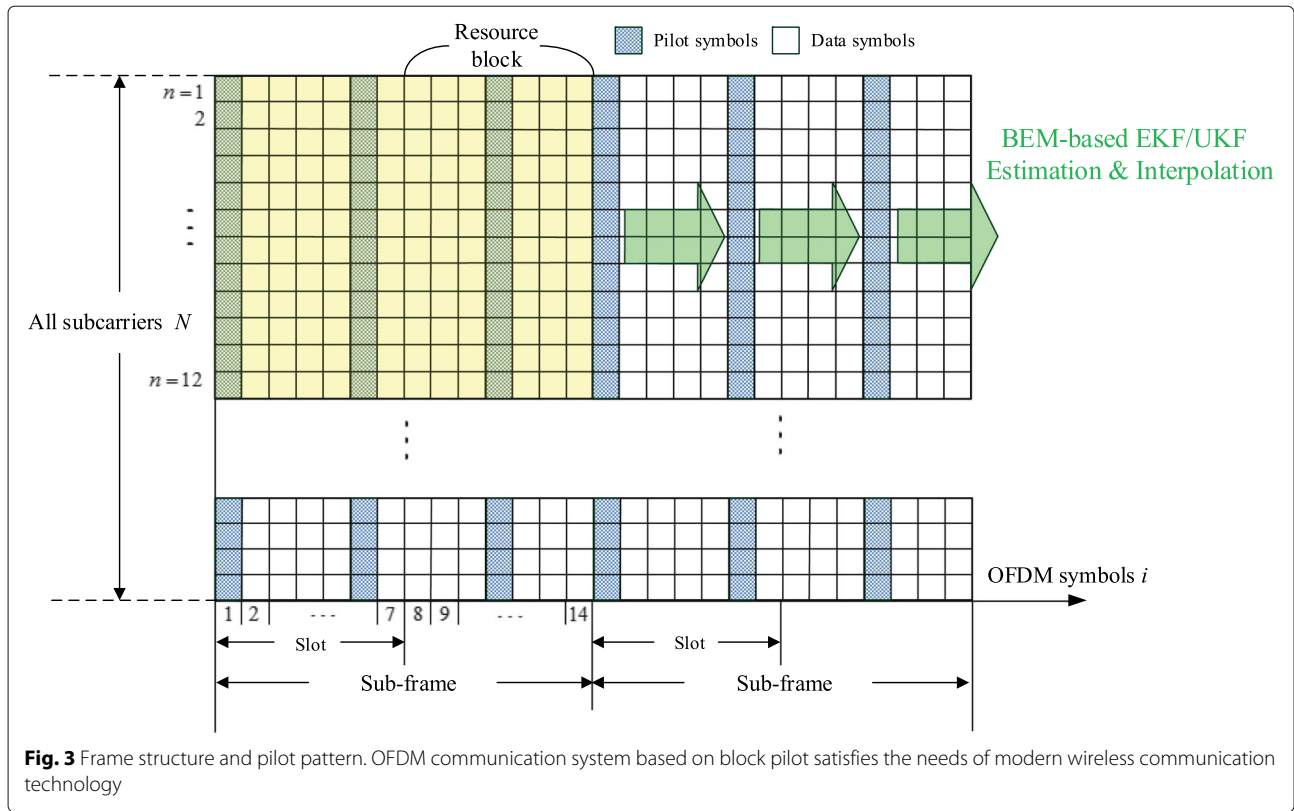 Resource
block
Pilot symbols
Data symbols
n=1
2
BEM-based EKF/UKF
Estimation & Interpolation
All subcarriers N
n=12
OFDM symbols i
1 2 --- 7 8 9 --- 14
Slot
Slot
Sub-frame
Sub-frame
Fig. 3 Frame structure and pilot pattern. OFDM communication system based on block pilot satisfies the needs of modern wireless communication
technology